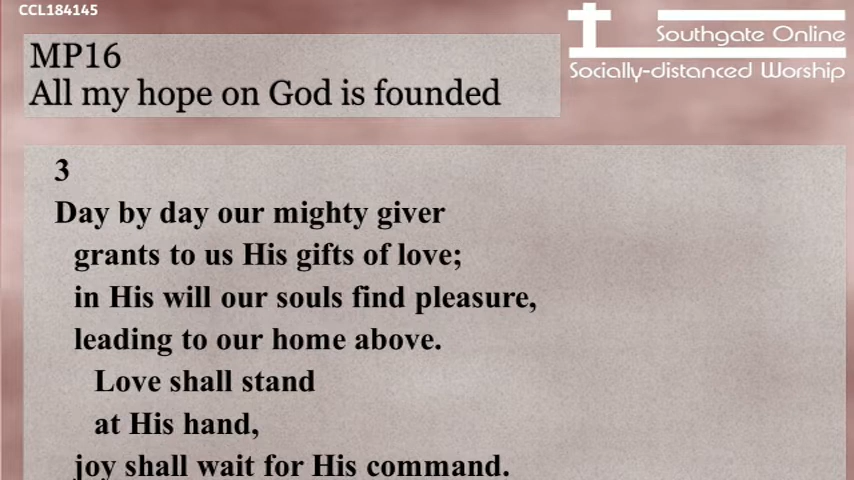 CCL184145
MP16
All my hope on God is founded
Southgate Online
Socially-distanced Worship
3
Day by day our mighty giver
grants to us His gifts of love;
in His will our souls find pleasure,
leading to our home above.
Love shall stand
at His hand,
joy shall wait for His command.